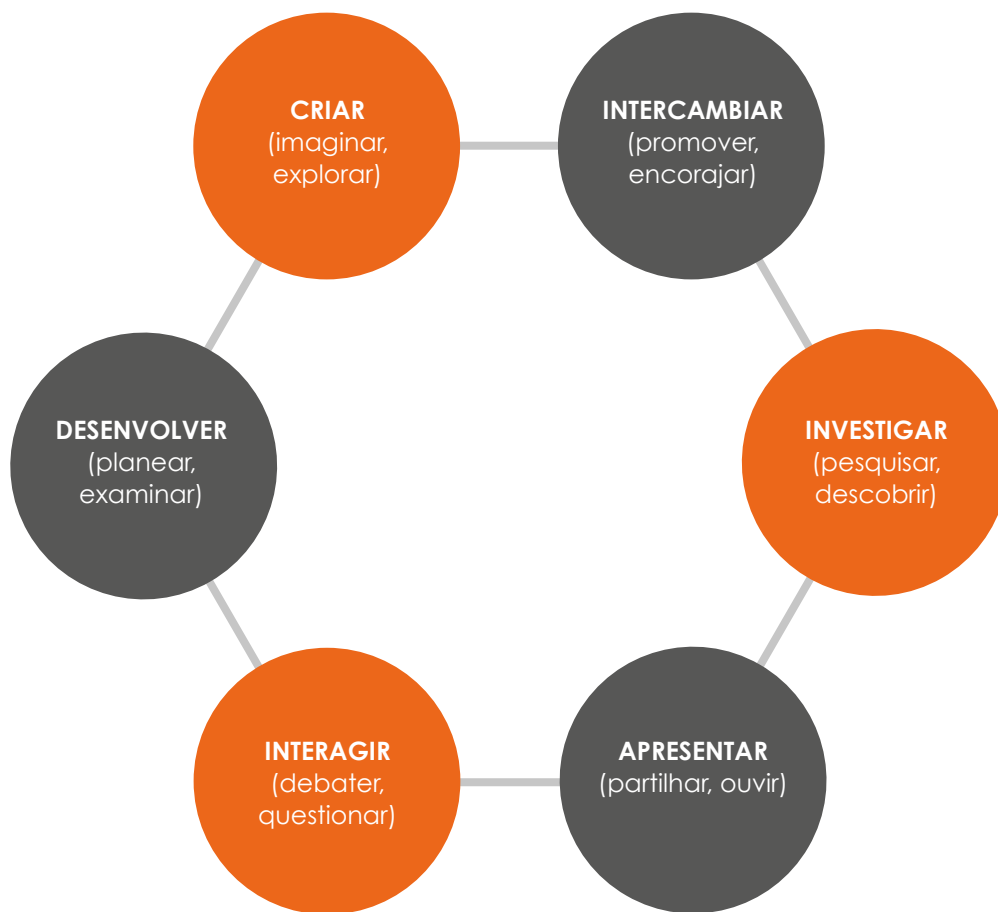 CRIAR
(imaginar,
explorar)
INTERCAMBIAR
(promover,
encorajar)
DESENVOLVER
(planear,
examinar)
INVESTIGAR
(pesquisar,
descobrir)
INTERAGIR
(debater,
questionar)
APRESENTAR
(partilhar, ouvir)